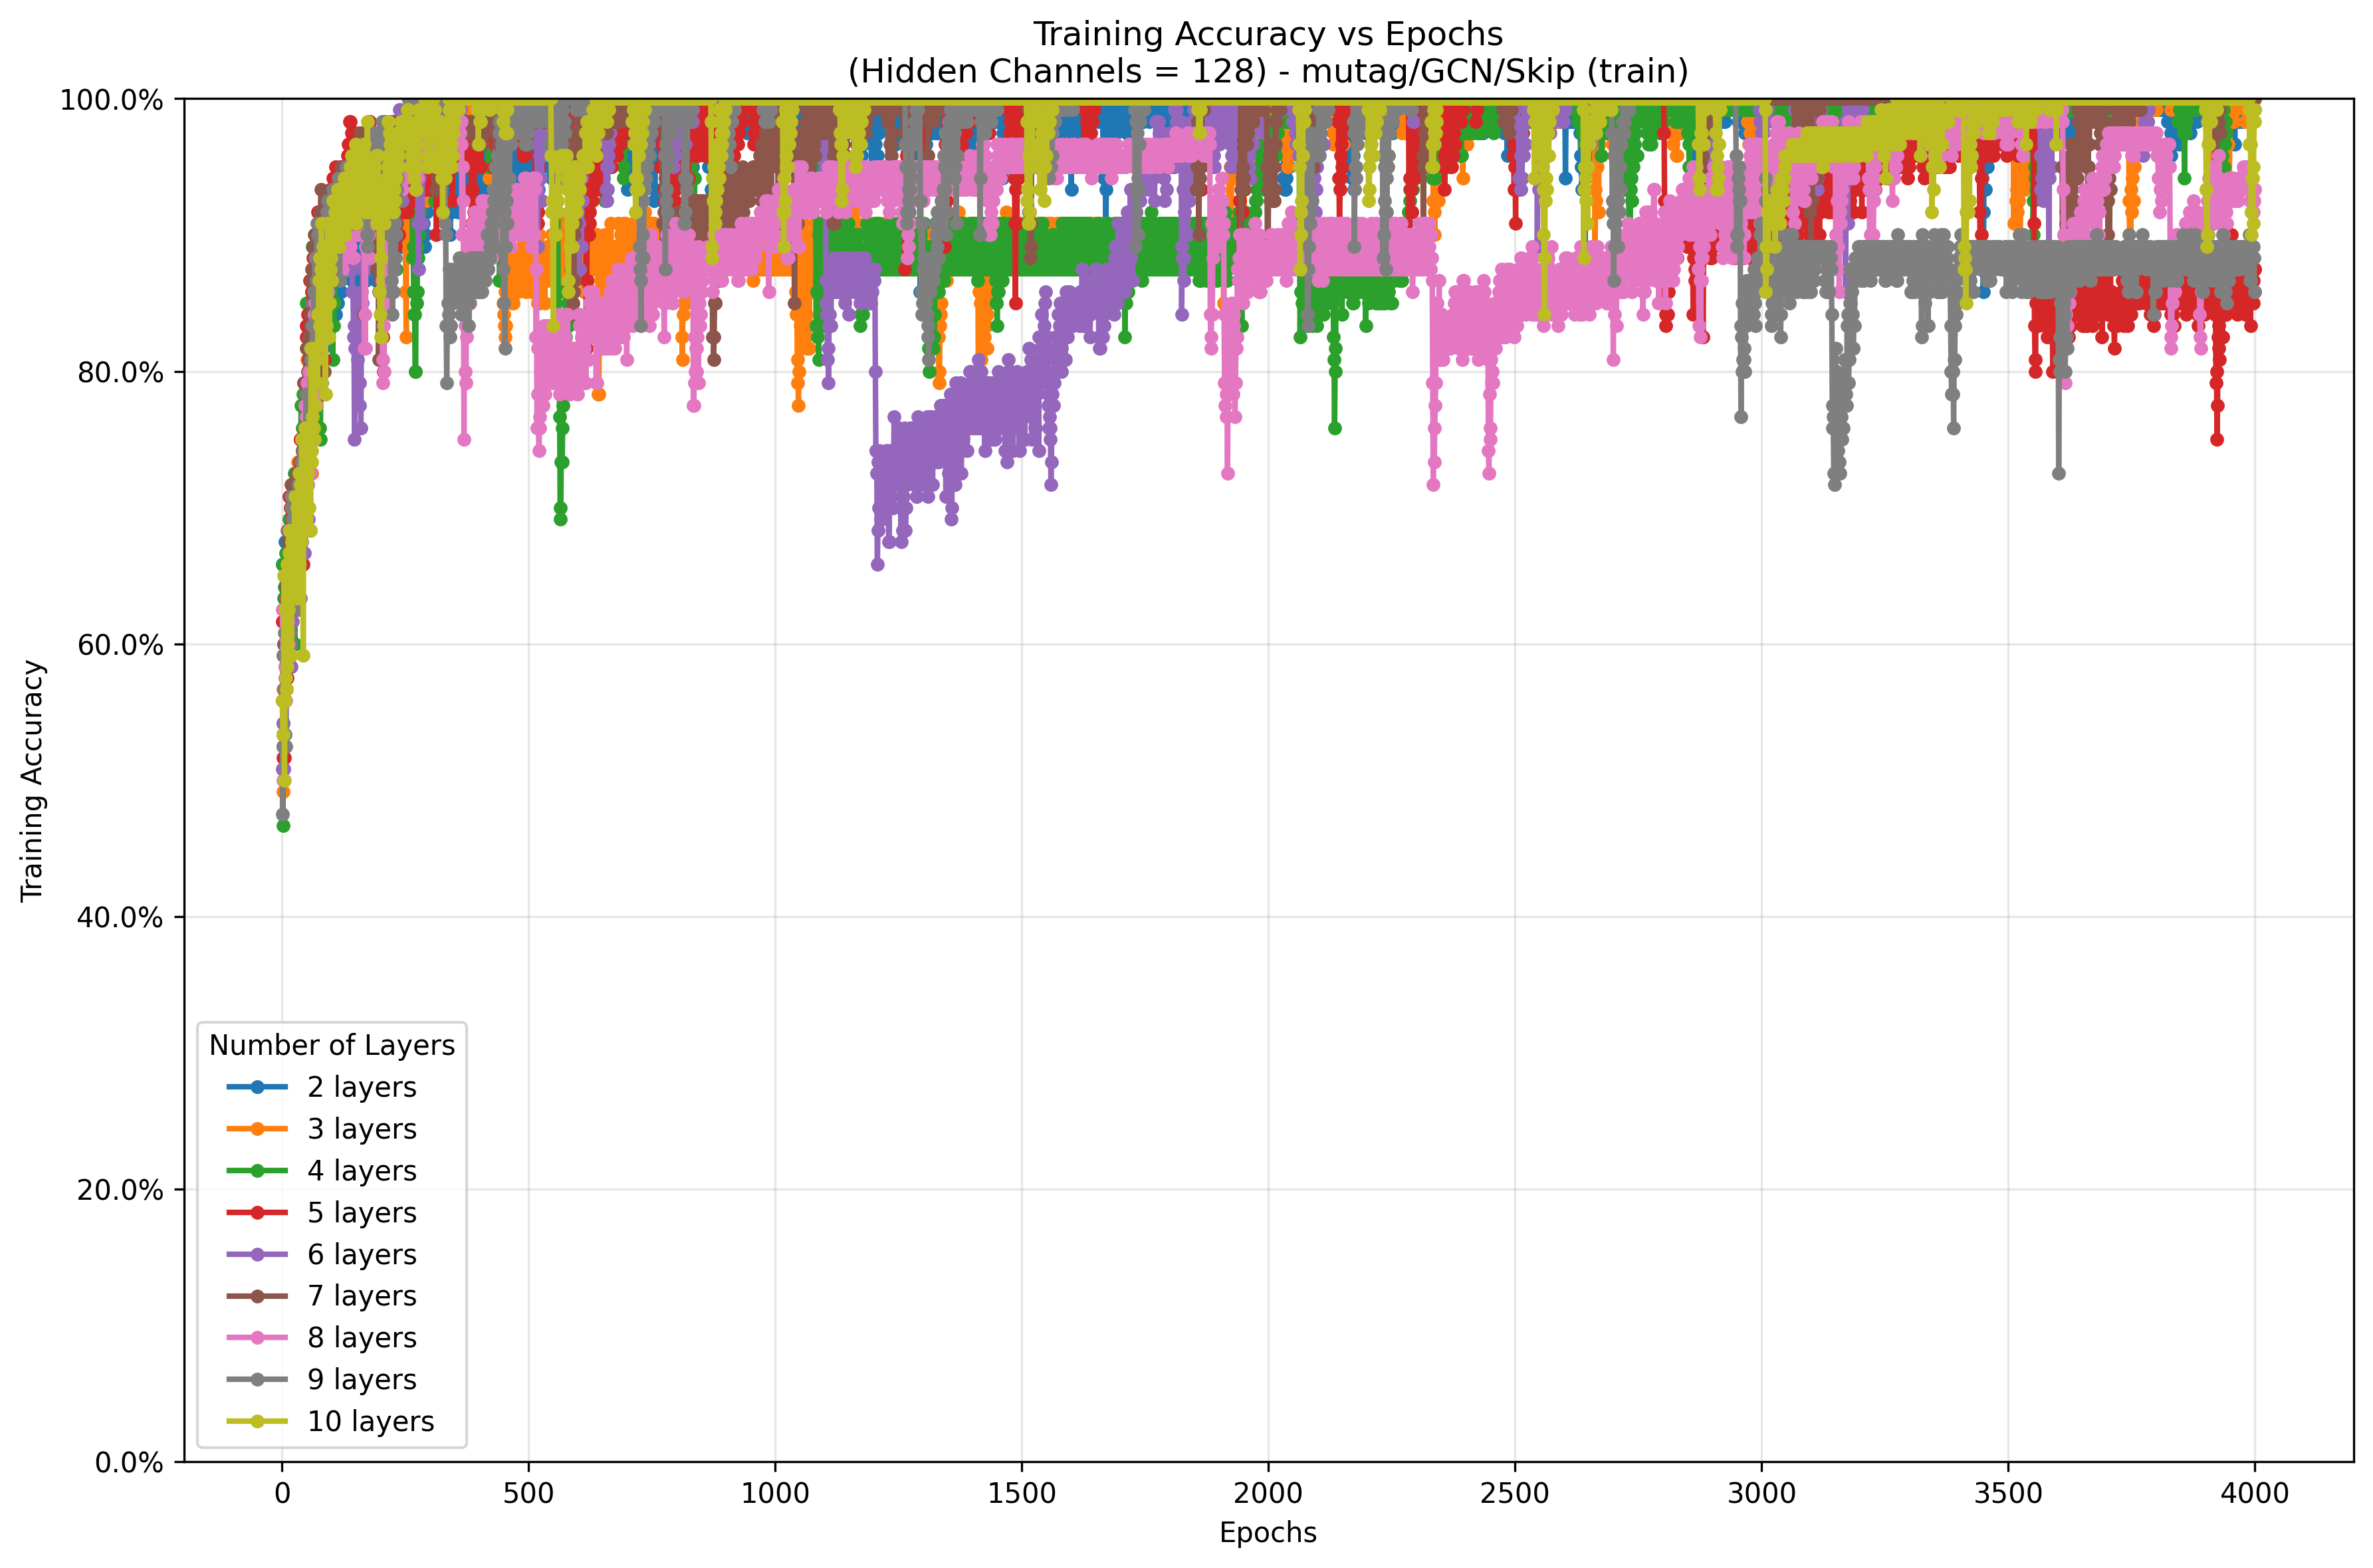 Training Accuracy vs Epochs
(Hidden Channels = 128) - mutag/GCN/Skip (train)
100.0%
80.0%
60.0%
40.0%
20.0%
0.0%
Training Accuracy
Number of Layers
2 layers
3 layers
4 layers
5 layers
6 layers
7 layers
8 layers
9 layers
10 layers
0 500 1000 1500 2000 2500 3000 3500 4000
Epochs